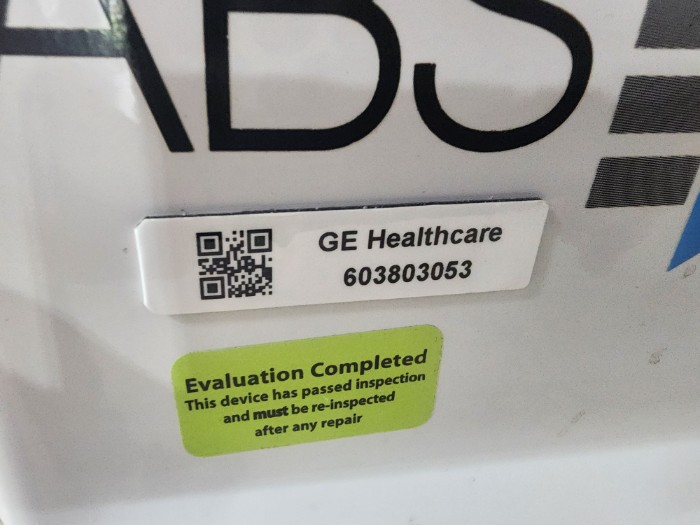 ABS
GE Healthcare
603803053
Evaluation Completed
This device has passed inspection
and must be re-inspected
after any repair